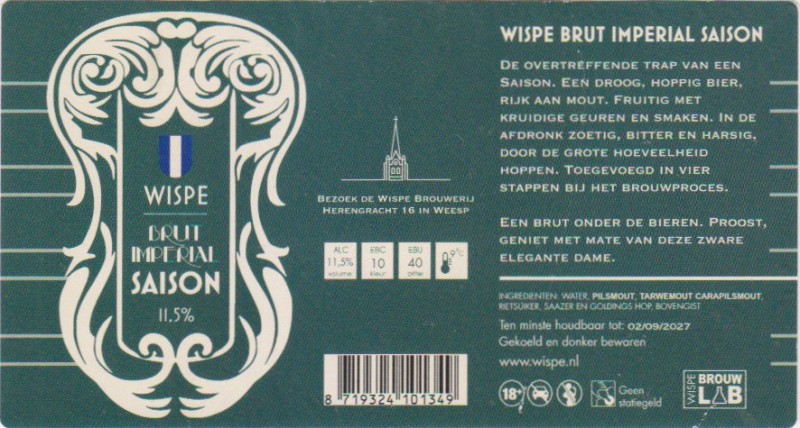 WISPE
BRUT
IMPERIAL
SAISON
11.5%
BEZOEK DE WISPE BROUWERIJ
HERENGRACHT 16 IN WEESP
ALC
11,5%
volume
EBC
10
kleur
EBU
40
bitter
9°C
8 719324 101349
WISPE BRUT IMPERIAL SAISON
DE OVERTREFFENDE TRAP VAN EEN
SAISON. EEN DROOG, HOPPIG BIER,
RIJK AAN MOUT. FRUITIG MET
KRUIDIGE GEUREN EN SMAKEN. IN DE
AFDRONK ZOETIG, BITTER EN HARSIG,
DOOR DE GROTE HOEVEELHEID
HOPPEN. TOEGEVOEGD IN VIER
STAPPEN BIJ HET BROUWPROCES.
EEN BRUT ONDER DE BIEREN. PROOST,
GENIET MET MATE VAN DEZE ZWARE
ELEGANTE DAME.
INGREDIËNTEN: WATER, PILSMOUT, TARWEMOUT CARAPILSMOUT,
RIETSUIKER, SAAZER EN GOLDINGS HOP, BOVENGIST
Ten minste houdbaar tot: 02/09/2027
Gekoeld en donker bewaren
www.wispe.nl
18+
Geen
statiegeld
WISPE
BROUW
LAB